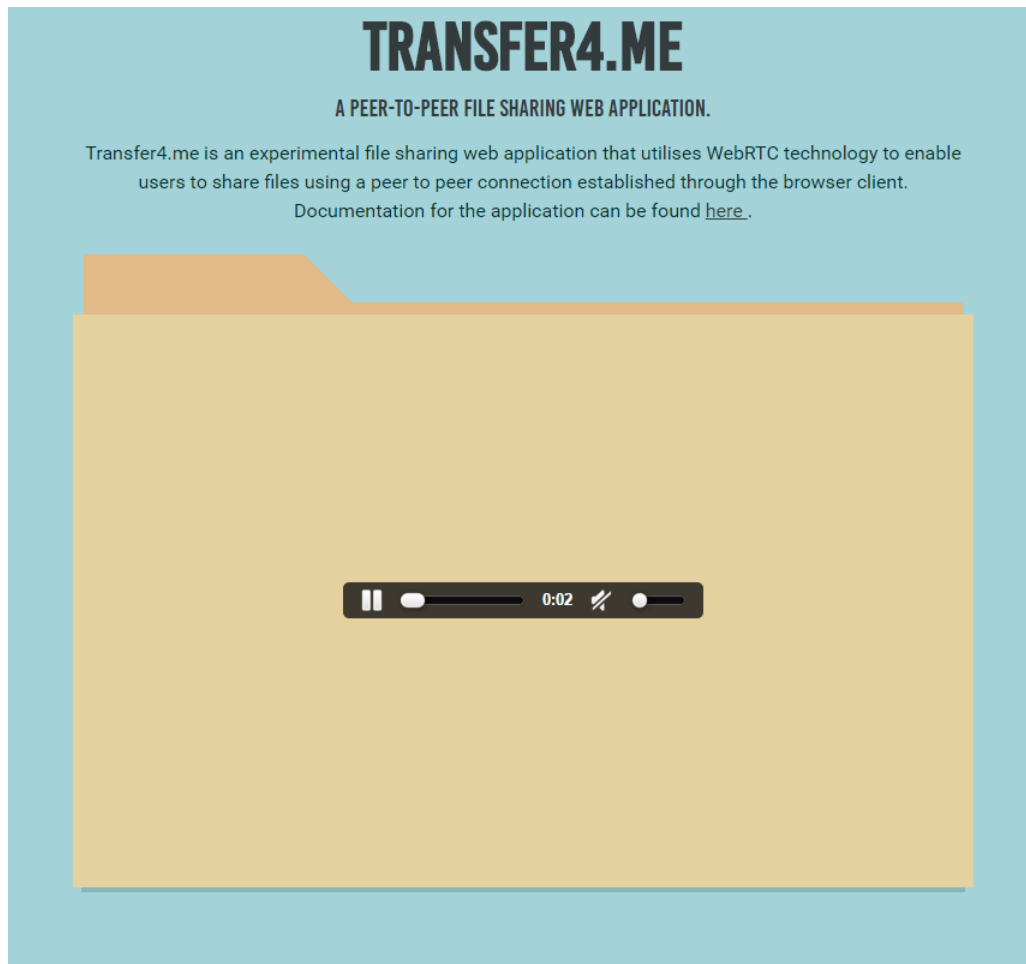 TRANSFER4.ME
A PEER-TO-PEER FILE SHARING WEB APPLICATION.
Transfer4.me is an experimental file sharing web application that utilises WebRTC technology to enable
users to share files using a peer to peer connection established through the browser client.
Documentation for the application can be found here .
0:02